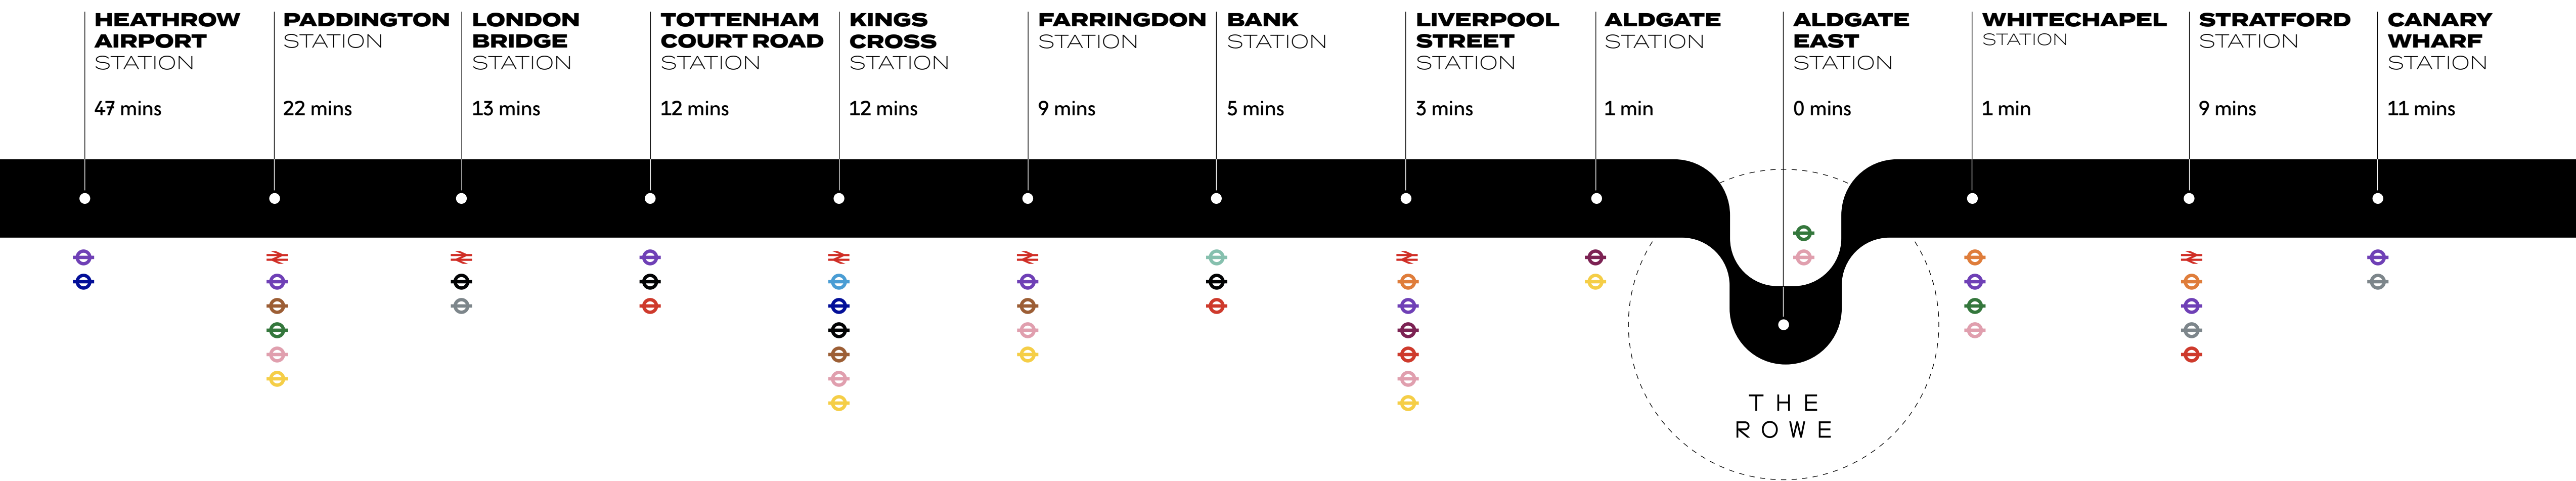 HEATHROW
AIRPORT
STATION
47 mins
PADDINGTON
STATION
22 mins
LONDON
BRIDGE
STATION
13 mins
TOTTENHAM
COURT ROAD
STATION
12 mins
KINGS
CROSS
STATION
12 mins
FARRINGDON
STATION
9 mins
BANK
STATION
5 mins
LIVERPOOL
STREET
STATION
3 mins
ALDGATE
STATION
1 min
ALDGATE
EAST
STATION
0 mins
WHITECHAPEL
STATION
1 min
STRATFORD
STATION
9 mins
CANARY
WHARF
STATION
11 mins
THE
ROWE